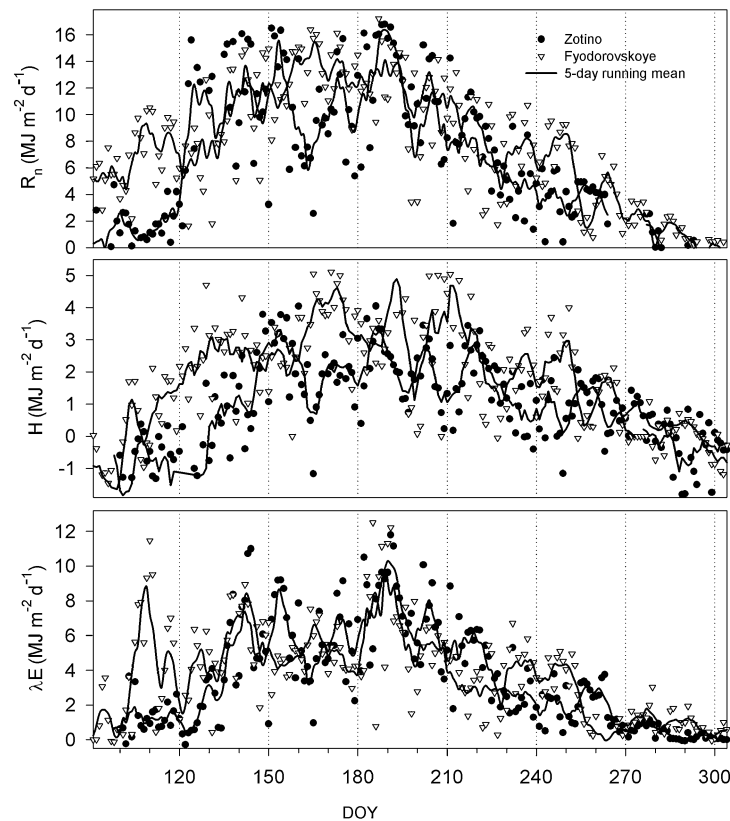 Zotino
Fyodorovskoye
5-day running mean
Rn (MJ m-2 d-1)
16
14
12
10
8
6
4
2
0
H (MJ m-2 d-1)
5
4
3
2
1
0
-1
λE (MJ m-2 d-1)
12
10
8
6
4
2
0
120 150 180 210 240 270 300
DOY